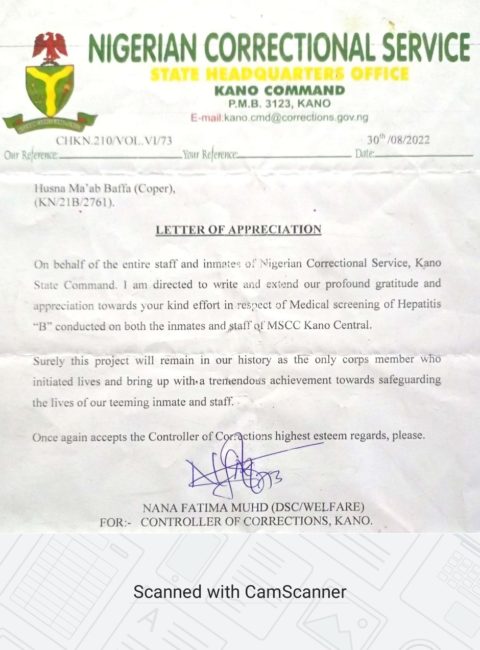 NIGERIAN CORRECTIONAL SERVICE
STATE HEADQUARTERS OFFICE
KANO COMMAND
P.M.B. 3123, KANO
E-mail:kano.cmd@corrections.gov.ng
CHKN.210/VOL.VI/73 30th/08/2022
Our Reference: Your Reference: Date:
Husna Ma'ab Baffa (Coper),
(KN/21B/2761).
LETTER OF APPRECIATION
On behalf of the entire staff and inmates of Nigerian Correctional Service, Kano
State Command. I am directed to write and extend our profound gratitude and
appreciation towards your kind effort in respect of Medical screening of Hepatitis
"B" conducted on both the inmates and staff of MSCC Kano Central.
Surely this project will remain in our history as the only corps member who
initiated lives and bring up with a tremendous achievement towards safeguarding
the lives of our teeming inmate and staff.
Once again accepts the Controller of Corrections highest esteem regards, please.
NANA FATIMA MUHD (DSC/WELFARE)
FOR:- CONTROLLER OF CORRECTIONS, KANO.
Scanned with CamScanner